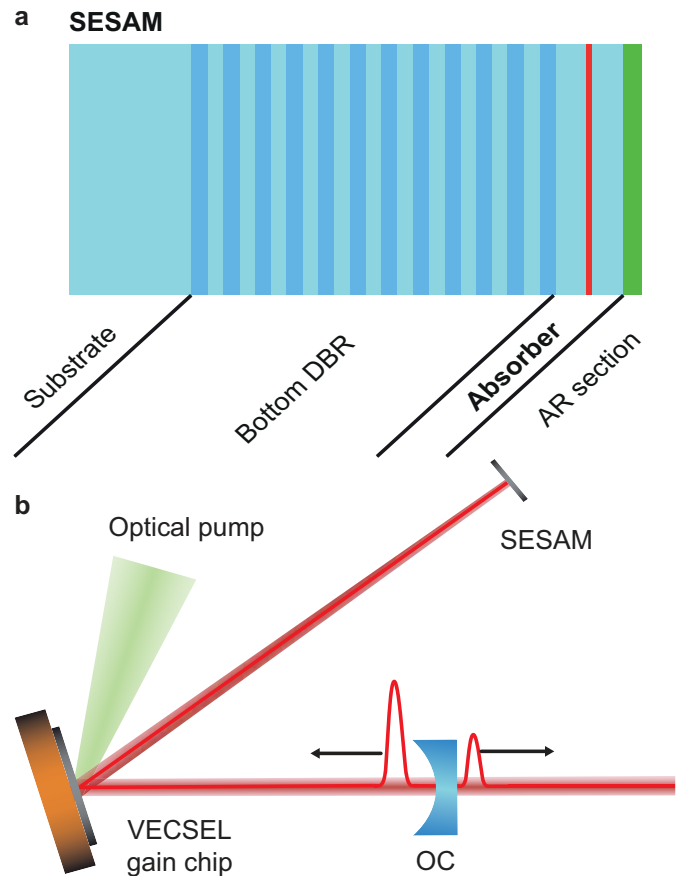 a
SESAM
Substrate
Bottom DBR
Absorber
AR section
b
Optical pump
SESAM
VECSEL
gain chip
OC